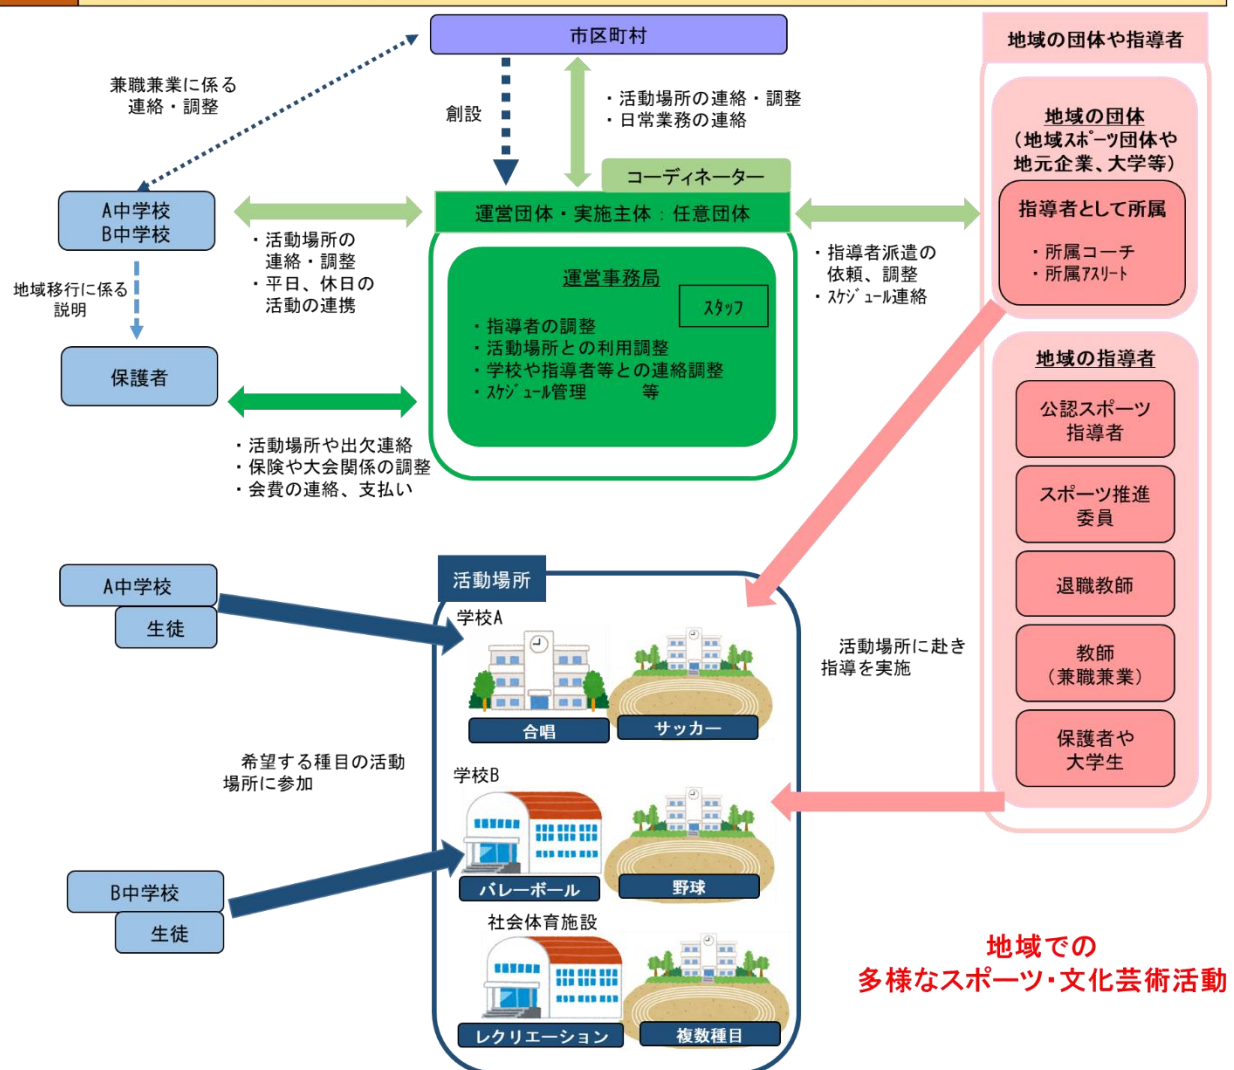 市区町村
兼職兼業に係る
連絡・調整
創設
・活動場所の連絡・調整
・日常業務の連絡
コーディネーター
運営団体・実施主体：任意団体
運営事務局
スタッフ
・指導者の調整
・活動場所との利用調整
・学校や指導者等との連絡調整
・スケジュール管理　　　等
A中学校
B中学校
・活動場所の
連絡・調整
・平日、休日の
活動の連携
地域移行に係る
説明
保護者
・活動場所や出欠連絡
・保険や大会関係の調整
・会費の連絡、支払い
・指導者派遣の
依頼、調整
・スケジュール連絡
地域の団体や指導者
地域の団体
（地域スポーツ団体や
地元企業、大学等）
指導者として所属
・所属コーチ
・所属アスリート
地域の指導者
公認スポーツ
指導者
スポーツ推進
委員
退職教師
教師
（兼職兼業）
保護者や
大学生
活動場所に赴き
指導を実施
A中学校
生徒
希望する種目の活動
場所に参加
B中学校
生徒
活動場所
学校A
合唱
サッカー
学校B
バレーボール
野球
社会体育施設
レクリエーション
複数種目
地域での
多様なスポーツ・文化芸術活動